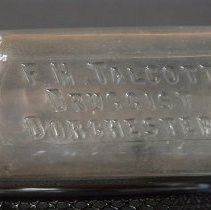 F H TALCOTT
DRUGGIST
DORCHESTER